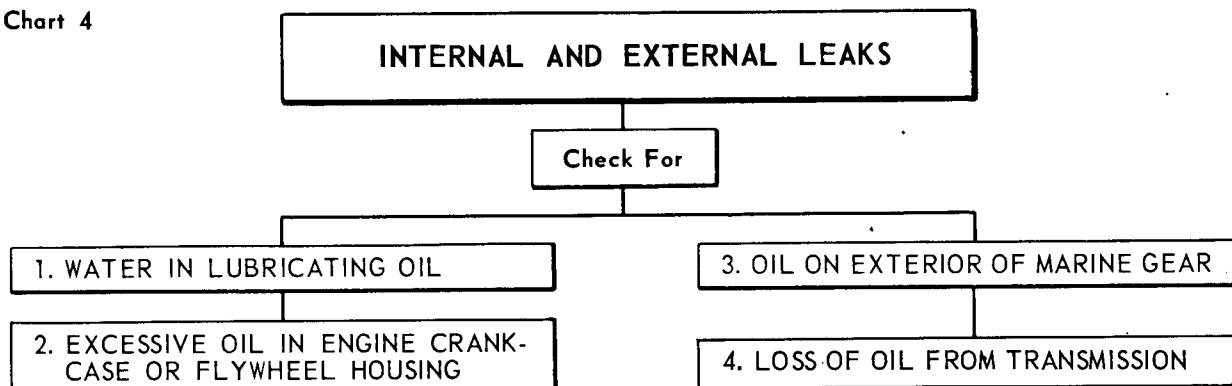 Chart 4
INTERNAL AND EXTERNAL LEAKS
Check For
1. WATER IN LUBRICATING OIL
2. EXCESSIVE OIL IN ENGINE CRANK-
CASE OR FLYWHEEL HOUSING
3. OIL ON EXTERIOR OF MARINE GEAR
4. LOSS OF OIL FROM TRANSMISSION